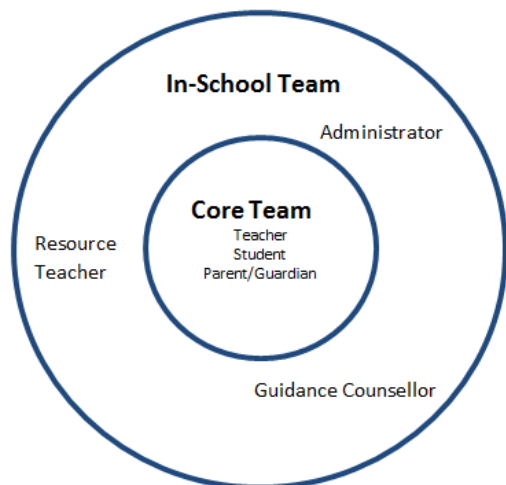 In-School Team
Administrator
Core Team
Teacher
Student
Parent/Guardian
Resource
Teacher
Guidance Counsellor